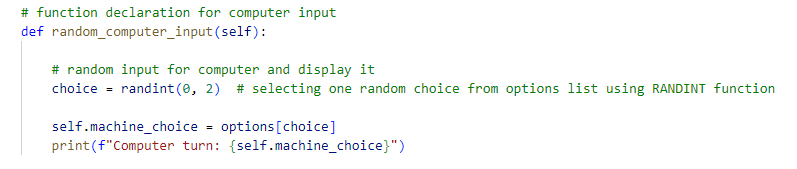 # function declaration for computer input
def random_computer_input(self):
# random input for computer and display it
choice = randint(0, 2)  # selecting one random choice from options list using RANDINT function
self.machine_choice = options[choice]
print(f"Computer turn: {self.machine_choice}")